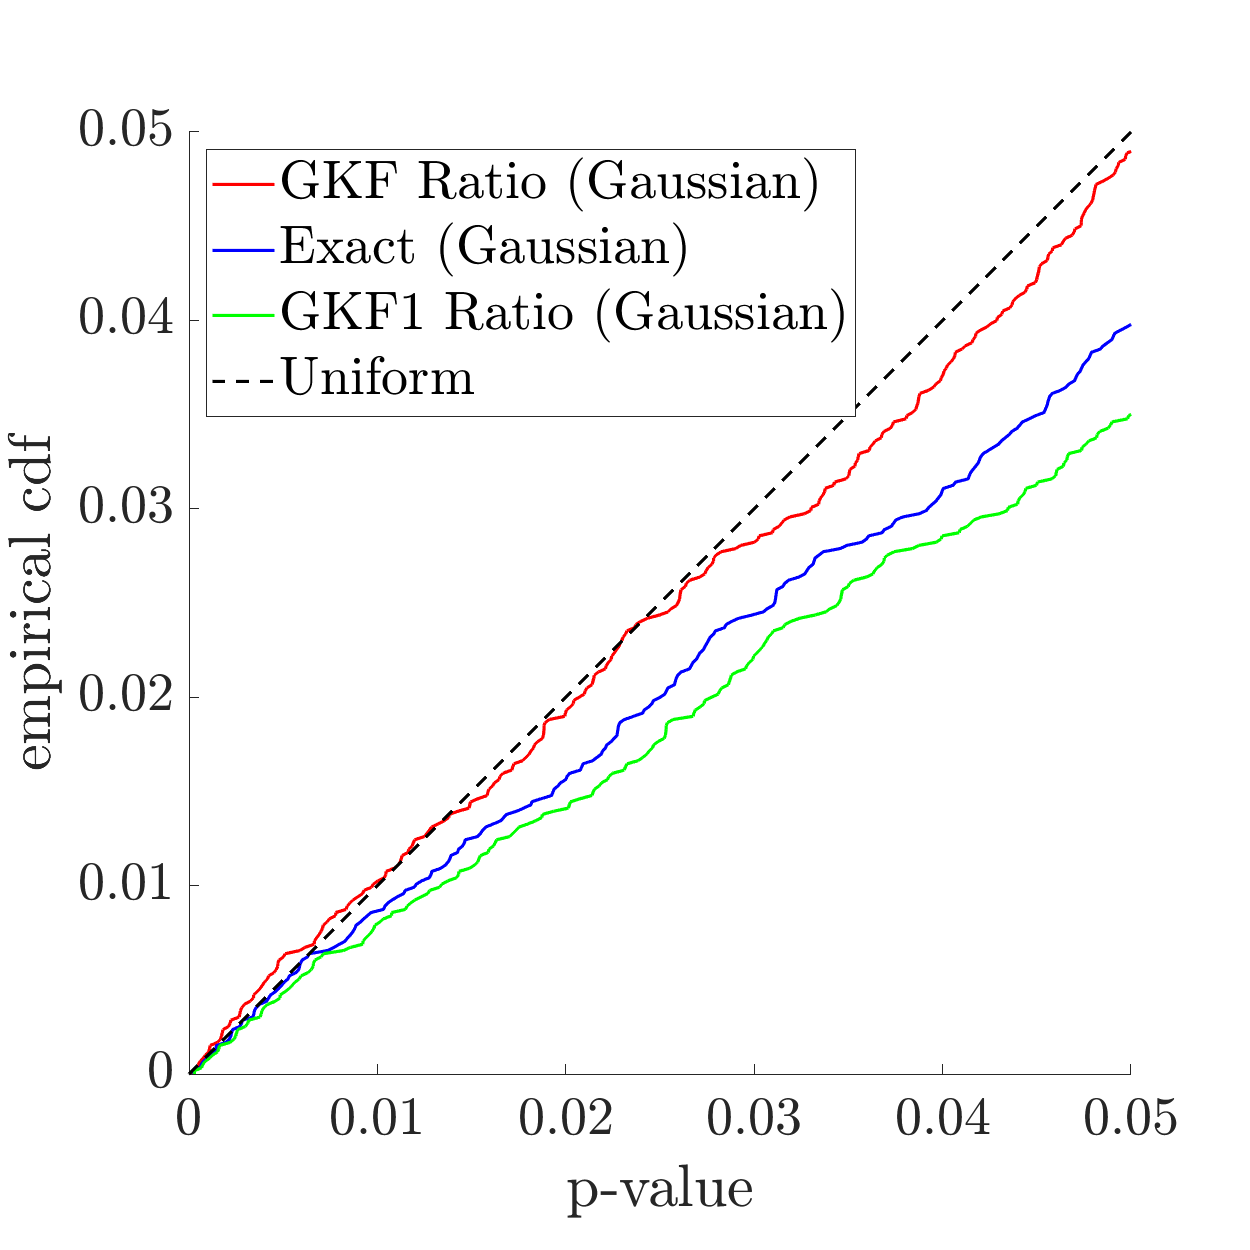 0.05
0.04
0.03
0.02
0.01
0
empirical cdf
GKF Ratio (Gaussian)
Exact (Gaussian)
GKF1 Ratio (Gaussian)
Uniform
0 0.01 0.02 0.03 0.04 0.05
p-value